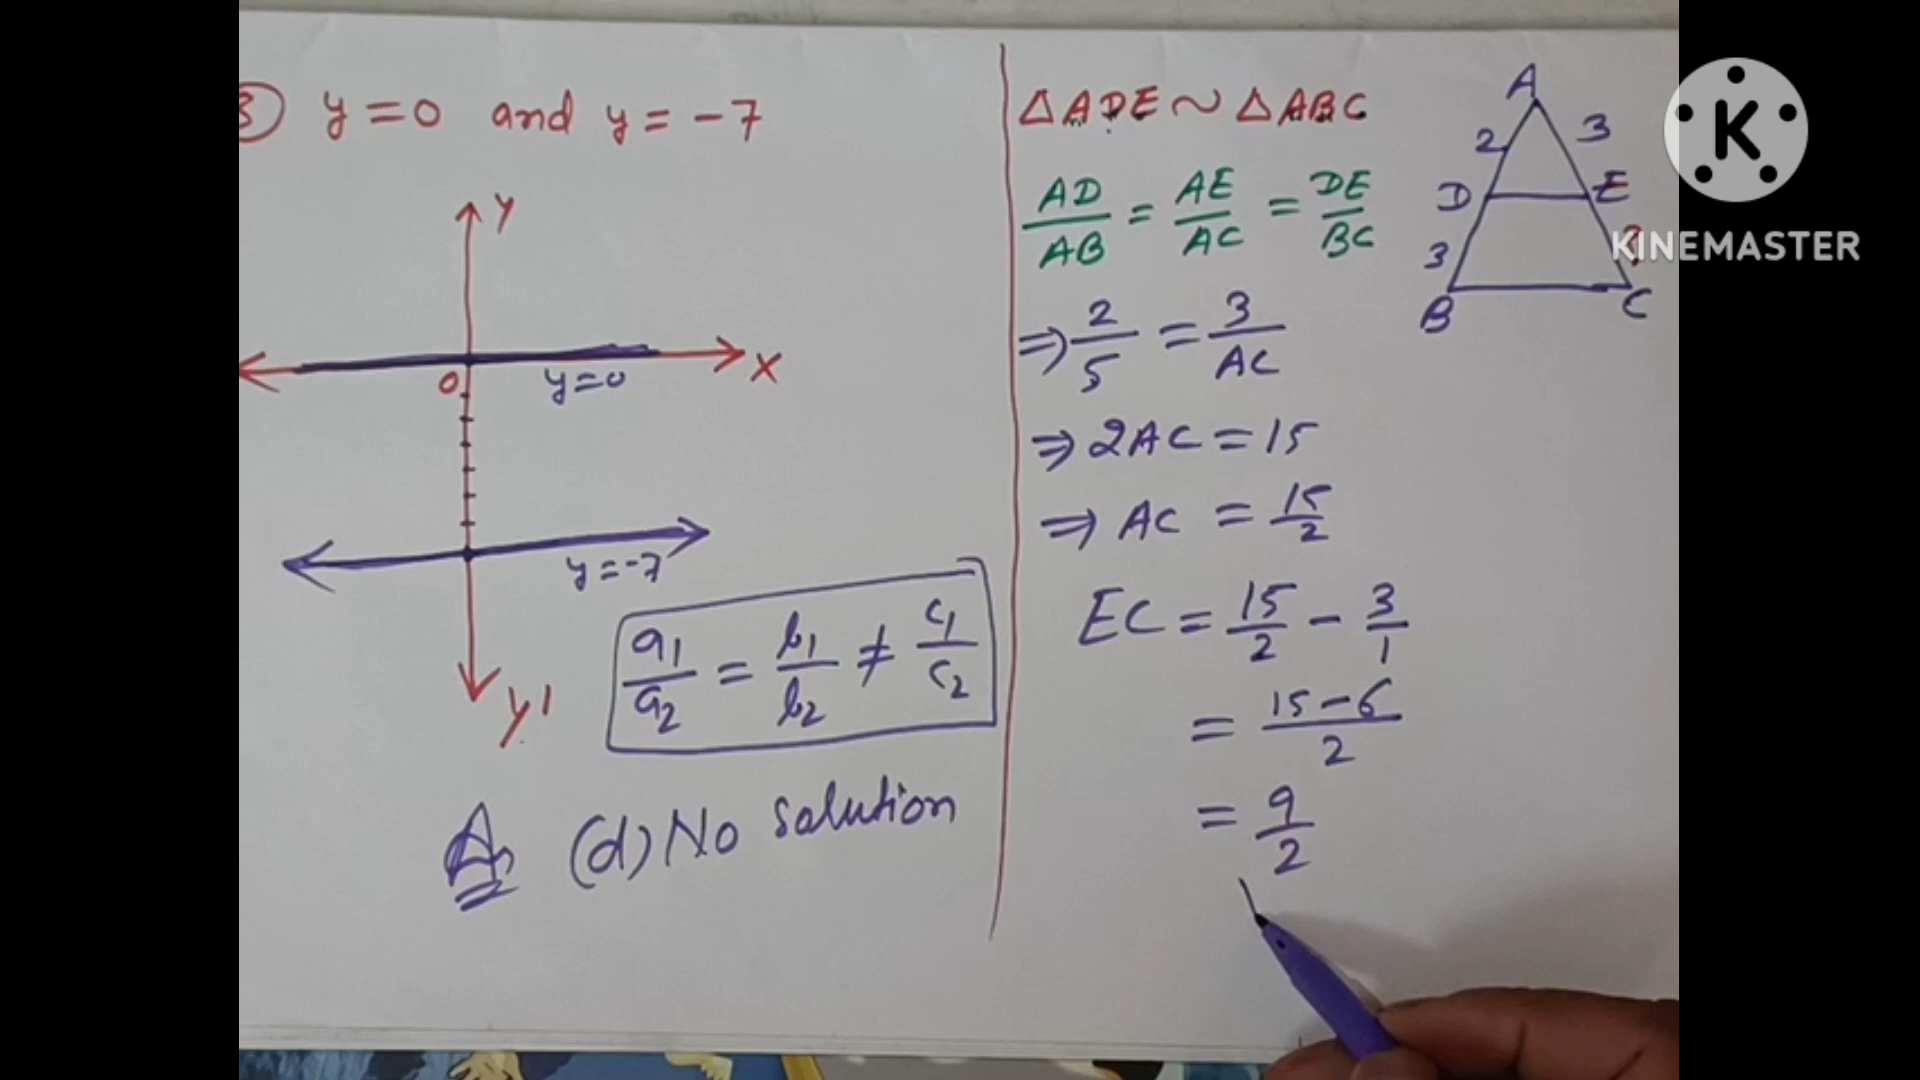 3) y = 0 and y = -7
Y
X
0
y=0
y=-7
Y'
a1/a2 = b1/b2 ≠ c1/c2
(d) No solution
△ADE ~ △ABC
AD/AB = AE/AC = DE/BC
⇒ 2/5 = 3/AC
⇒ 2AC = 15
⇒ AC = 15/2
EC = 15/2 - 3/1
= 15-6/2
= 9/2
A
2 3
D E
3
B C
K
KINEMASTER